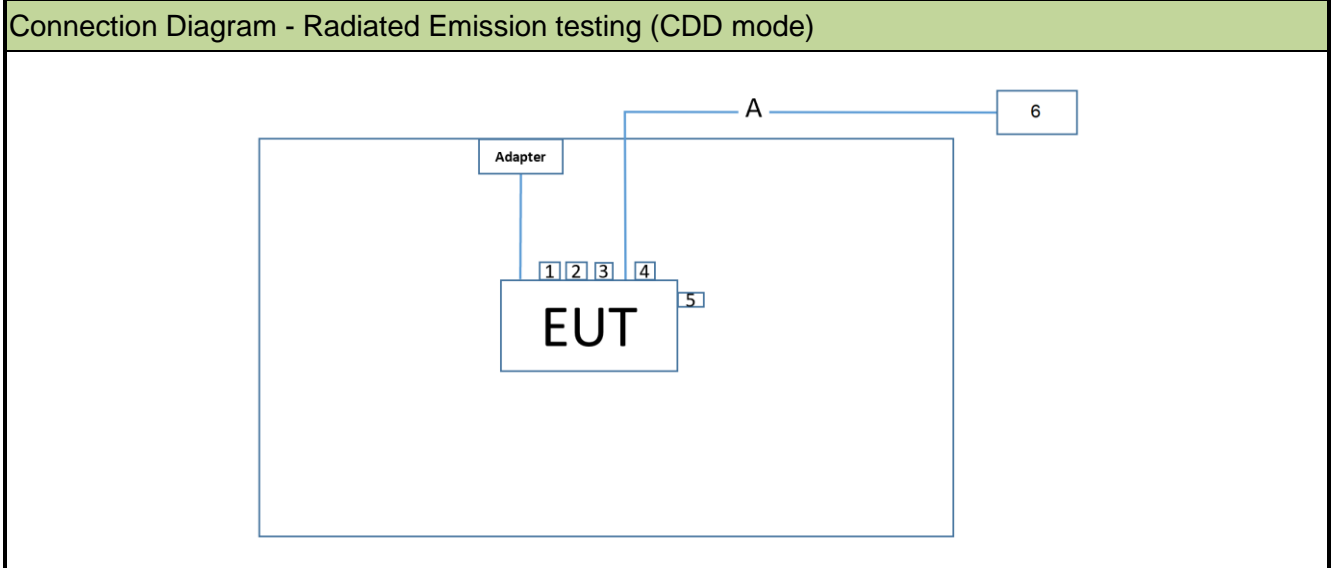 Connection Diagram - Radiated Emission testing (CDD mode)
A
6
Adapter
1 2 3 4
5
EUT